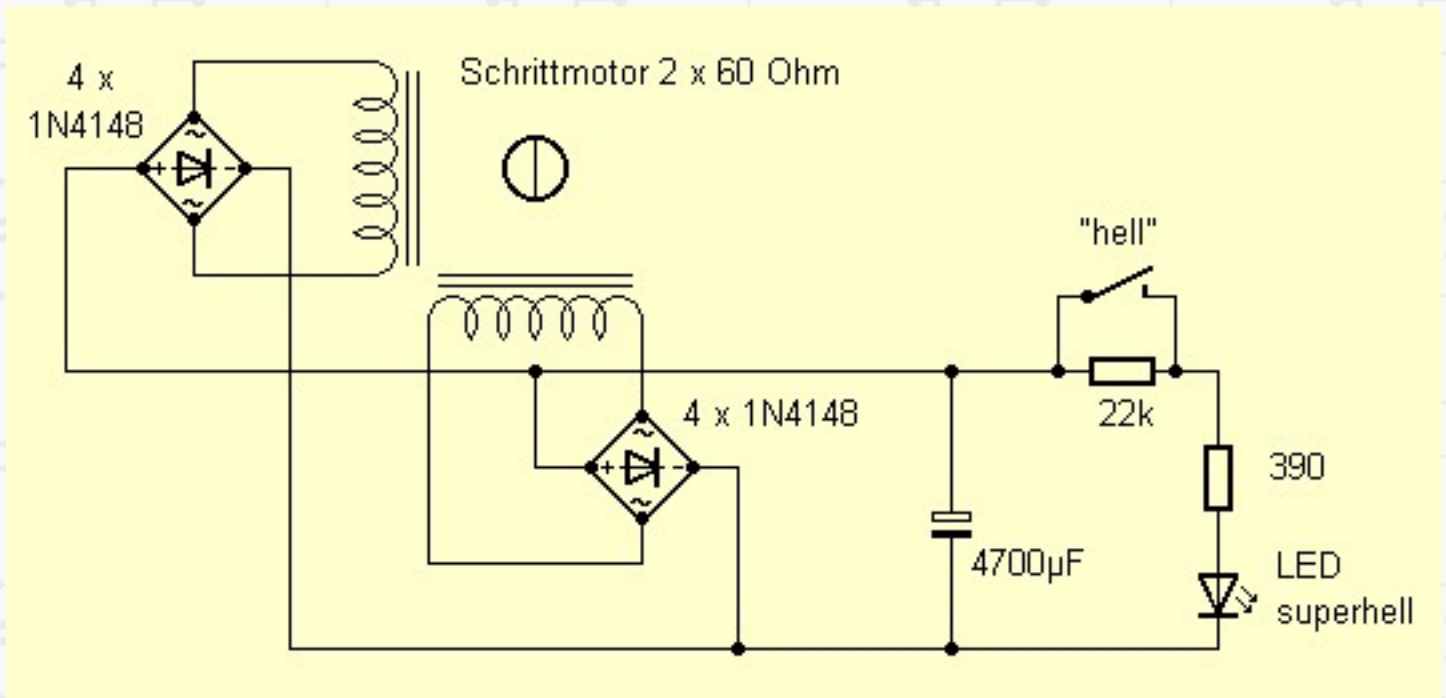 4 x
1N4148
Schrittmotor 2 x 60 Ohm
~
+ -
~
"hell"
22k
4 x 1N4148
~
+ -
~
390
4700µF
LED
superhell